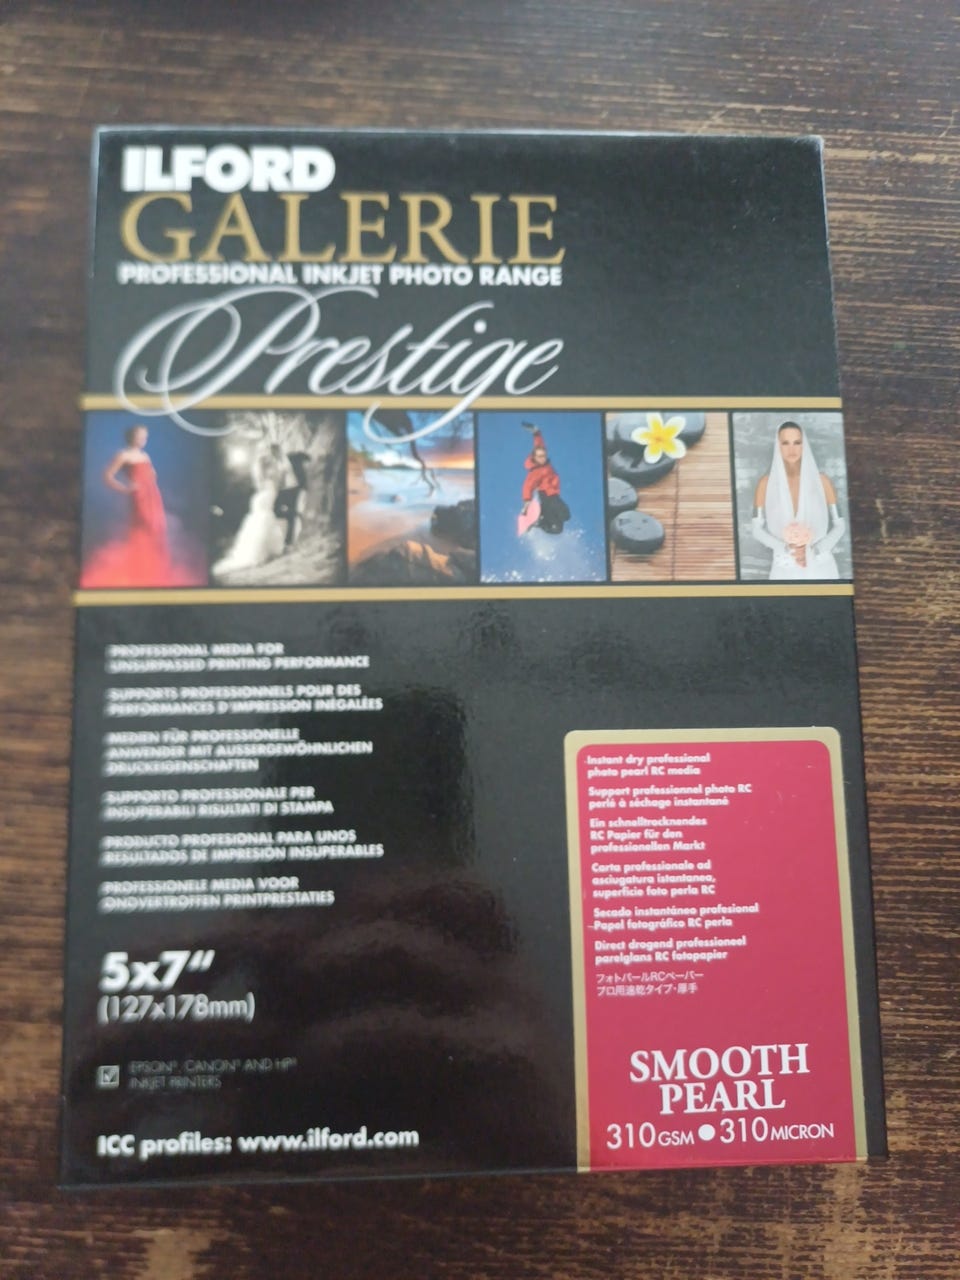 ILFORD
GALERIE
PROFESSIONAL INKJET PHOTO RANGE
Prestige
PROFESSIONAL MEDIA FOR
UNSURPASSED PRINTING PERFORMANCE
SUPPORTS PROFESSIONNELS POUR DES
PERFORMANCES D'IMPRESSION INÉGALÉES
MEDIEN FÜR PROFESSIONELLE
ANWENDER MIT AUSSERGEWÖHNLICHEN
DRUCKEIGENSCHAFTEN
SUPPORTO PROFESSIONALE PER
INSUPERABILI RISULTATI DI STAMPA
PRODUCTO PROFESIONAL PARA UNOS
RESULTADOS DE IMPRESIÓN INSUPERABLES
PROFESSIONELE MEDIA VOOR
ONOVERTROFFEN PRINTPRESTATIES
5x7"
(127x178mm)
EPSON®, CANON® AND HP®
INKJET PRINTERS
ICC profiles: www.ilford.com
Instant dry professional
photo pearl RC media
Support professionnel photo RC
perlé à séchage instantané
Ein schnelltrocknendes
RC Papier für den
professionellen Markt
Carta professionale ad
asciugatura istantanea,
superficie foto perla RC
Secado instantáneo profesional
Papel fotográfico RC perla
Direct drogend professioneel
parelglans RC fotopapier
フォトパールRCペーパー
プロ用速乾タイプ・厚手
SMOOTH
PEARL
310GSM ● 310MICRON